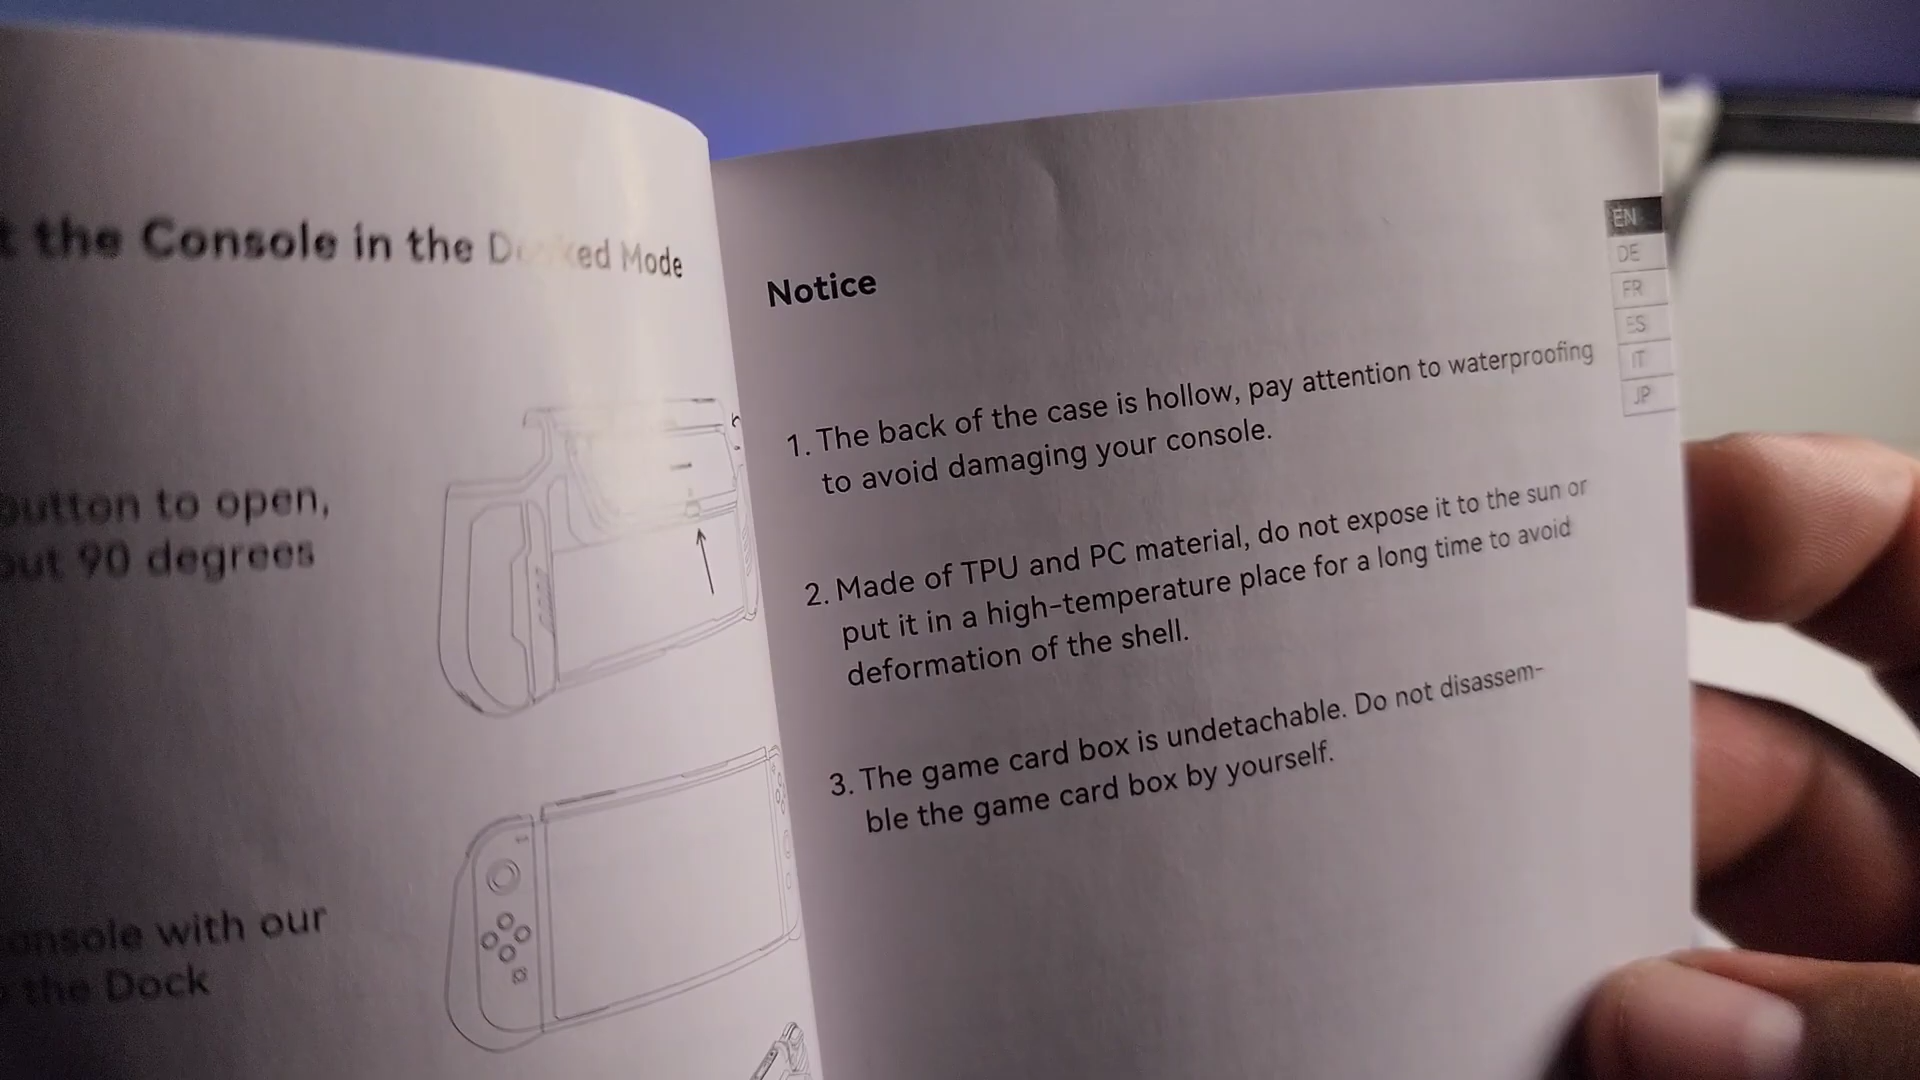 the Console in the Docked Mode
button to open,
out 90 degrees
console with our
the Dock
Notice
1. The back of the case is hollow, pay attention to waterproofing
to avoid damaging your console.
2. Made of TPU and PC material, do not expose it to the sun or
put it in a high-temperature place for a long time to avoid
deformation of the shell.
3. The game card box is undetachable. Do not disassem-
ble the game card box by yourself.
EN
DE
FR
ES
IT
JP